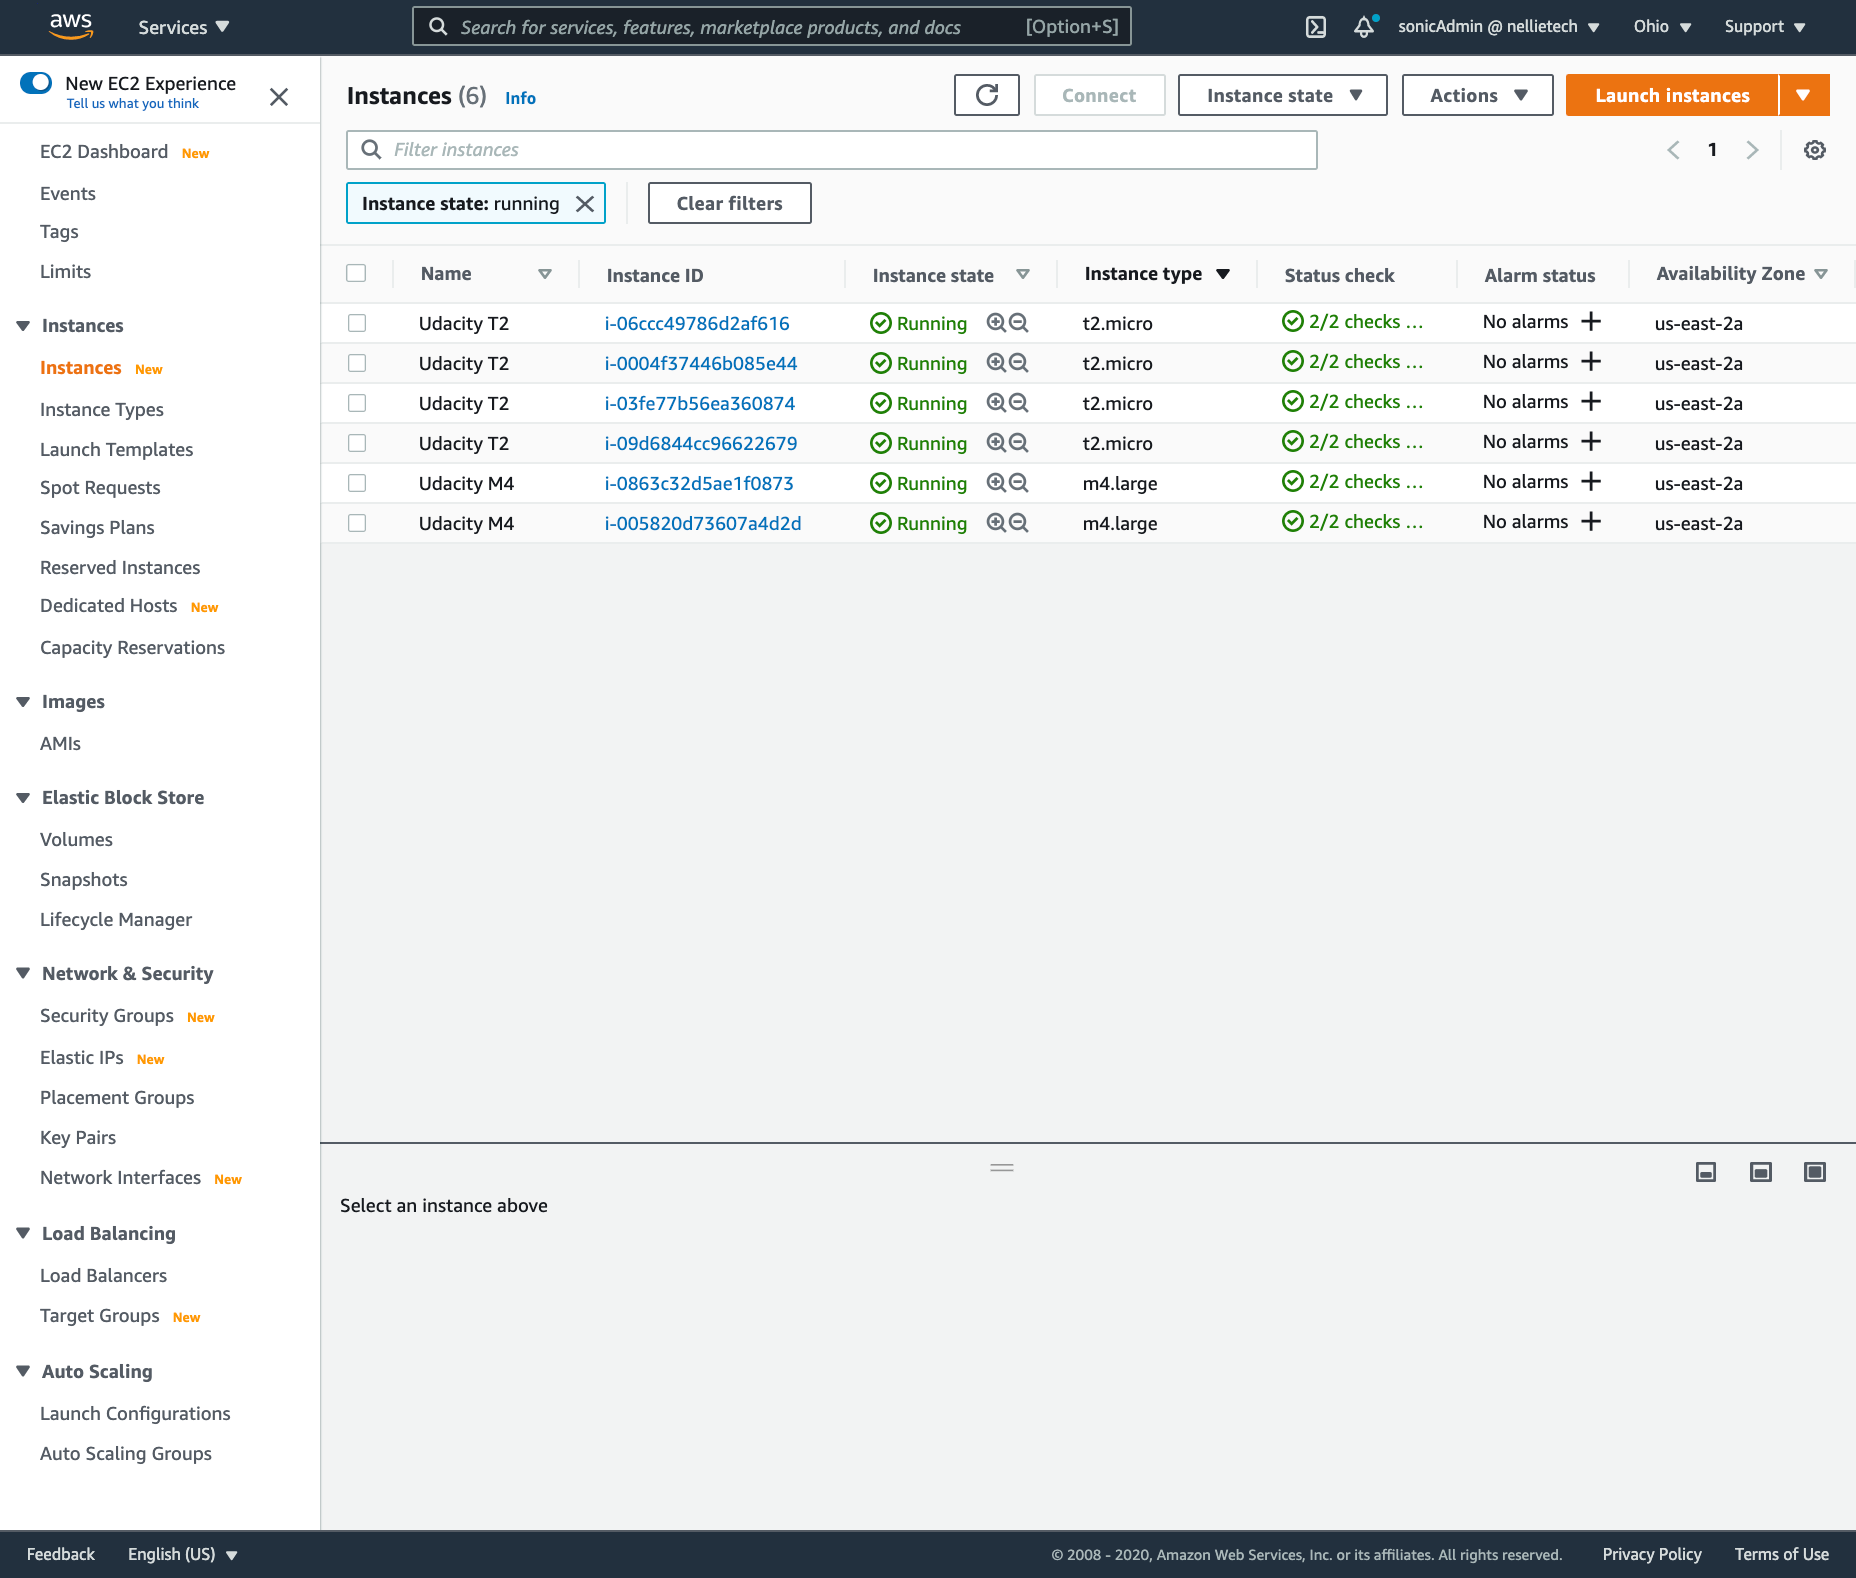 aws
Services
Search for services, features, marketplace products, and docs [Option+S]
sonicAdmin @ nellietech
Ohio
Support
New EC2 Experience
Tell us what you think
EC2 Dashboard New
Events
Tags
Limits
Instances
Instances New
Instance Types
Launch Templates
Spot Requests
Savings Plans
Reserved Instances
Dedicated Hosts New
Capacity Reservations
Images
AMIs
Elastic Block Store
Volumes
Snapshots
Lifecycle Manager
Network & Security
Security Groups New
Elastic IPs New
Placement Groups
Key Pairs
Network Interfaces New
Load Balancing
Load Balancers
Target Groups New
Auto Scaling
Launch Configurations
Auto Scaling Groups
Instances (6) Info
Connect
Instance state
Actions
Launch instances
Filter instances
1
Instance state: running
Clear filters
Name Instance ID Instance state Instance type Status check Alarm status Availability Zone
Udacity T2 i-06ccc49786d2af616 Running t2.micro 2/2 checks ... No alarms us-east-2a
Udacity T2 i-0004f37446b085e44 Running t2.micro 2/2 checks ... No alarms us-east-2a
Udacity T2 i-03fe77b56ea360874 Running t2.micro 2/2 checks ... No alarms us-east-2a
Udacity T2 i-09d6844cc96622679 Running t2.micro 2/2 checks ... No alarms us-east-2a
Udacity M4 i-0863c32d5ae1f0873 Running m4.large 2/2 checks ... No alarms us-east-2a
Udacity M4 i-005820d73607a4d2d Running m4.large 2/2 checks ... No alarms us-east-2a
Select an instance above
Feedback
English (US)
© 2008 - 2020, Amazon Web Services, Inc. or its affiliates. All rights reserved.
Privacy Policy
Terms of Use